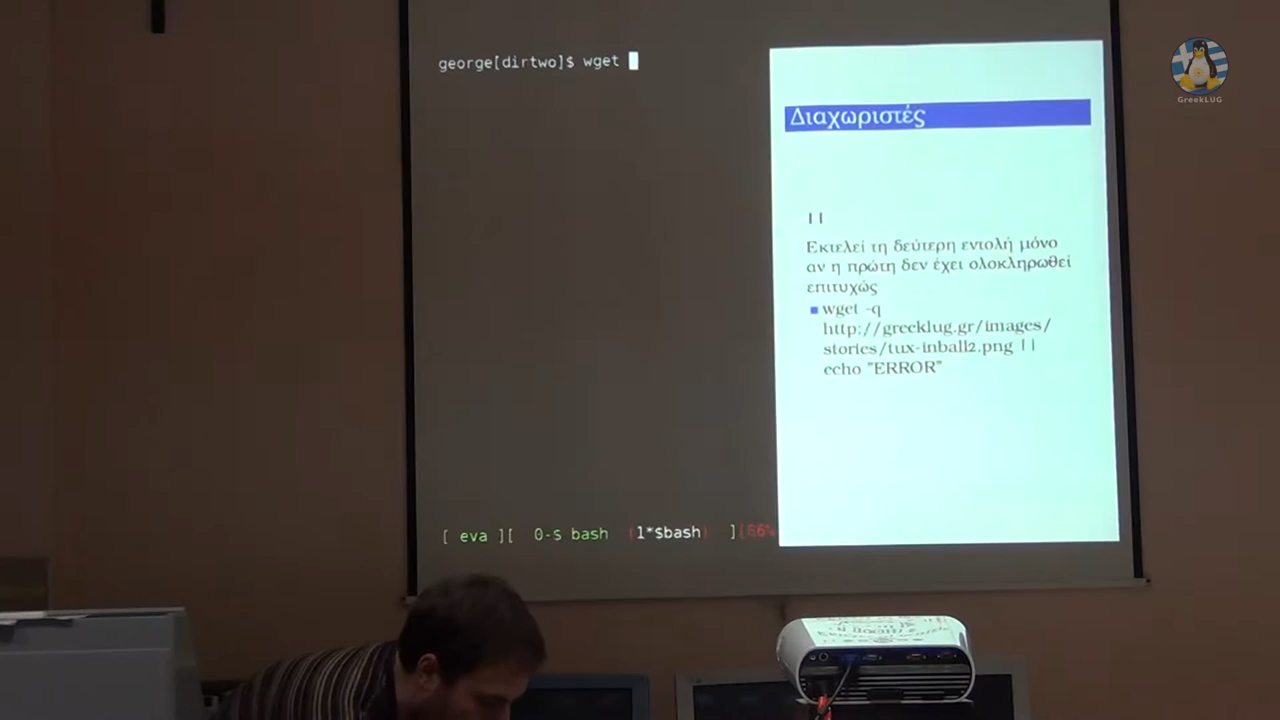 george[dirtwo]$ wget
Διαχωριστές
||
Εκτελεί τη δεύτερη εντολή μόνο
αν η πρώτη δεν έχει ολοκληρωθεί
επιτυχώς
wget -q
http://greeklug.gr/images/
stories/tux-inball2.png ||
echo "ERROR"
[ eva ][ 0-$ bash (1*$bash) ][66%
GreekLUG